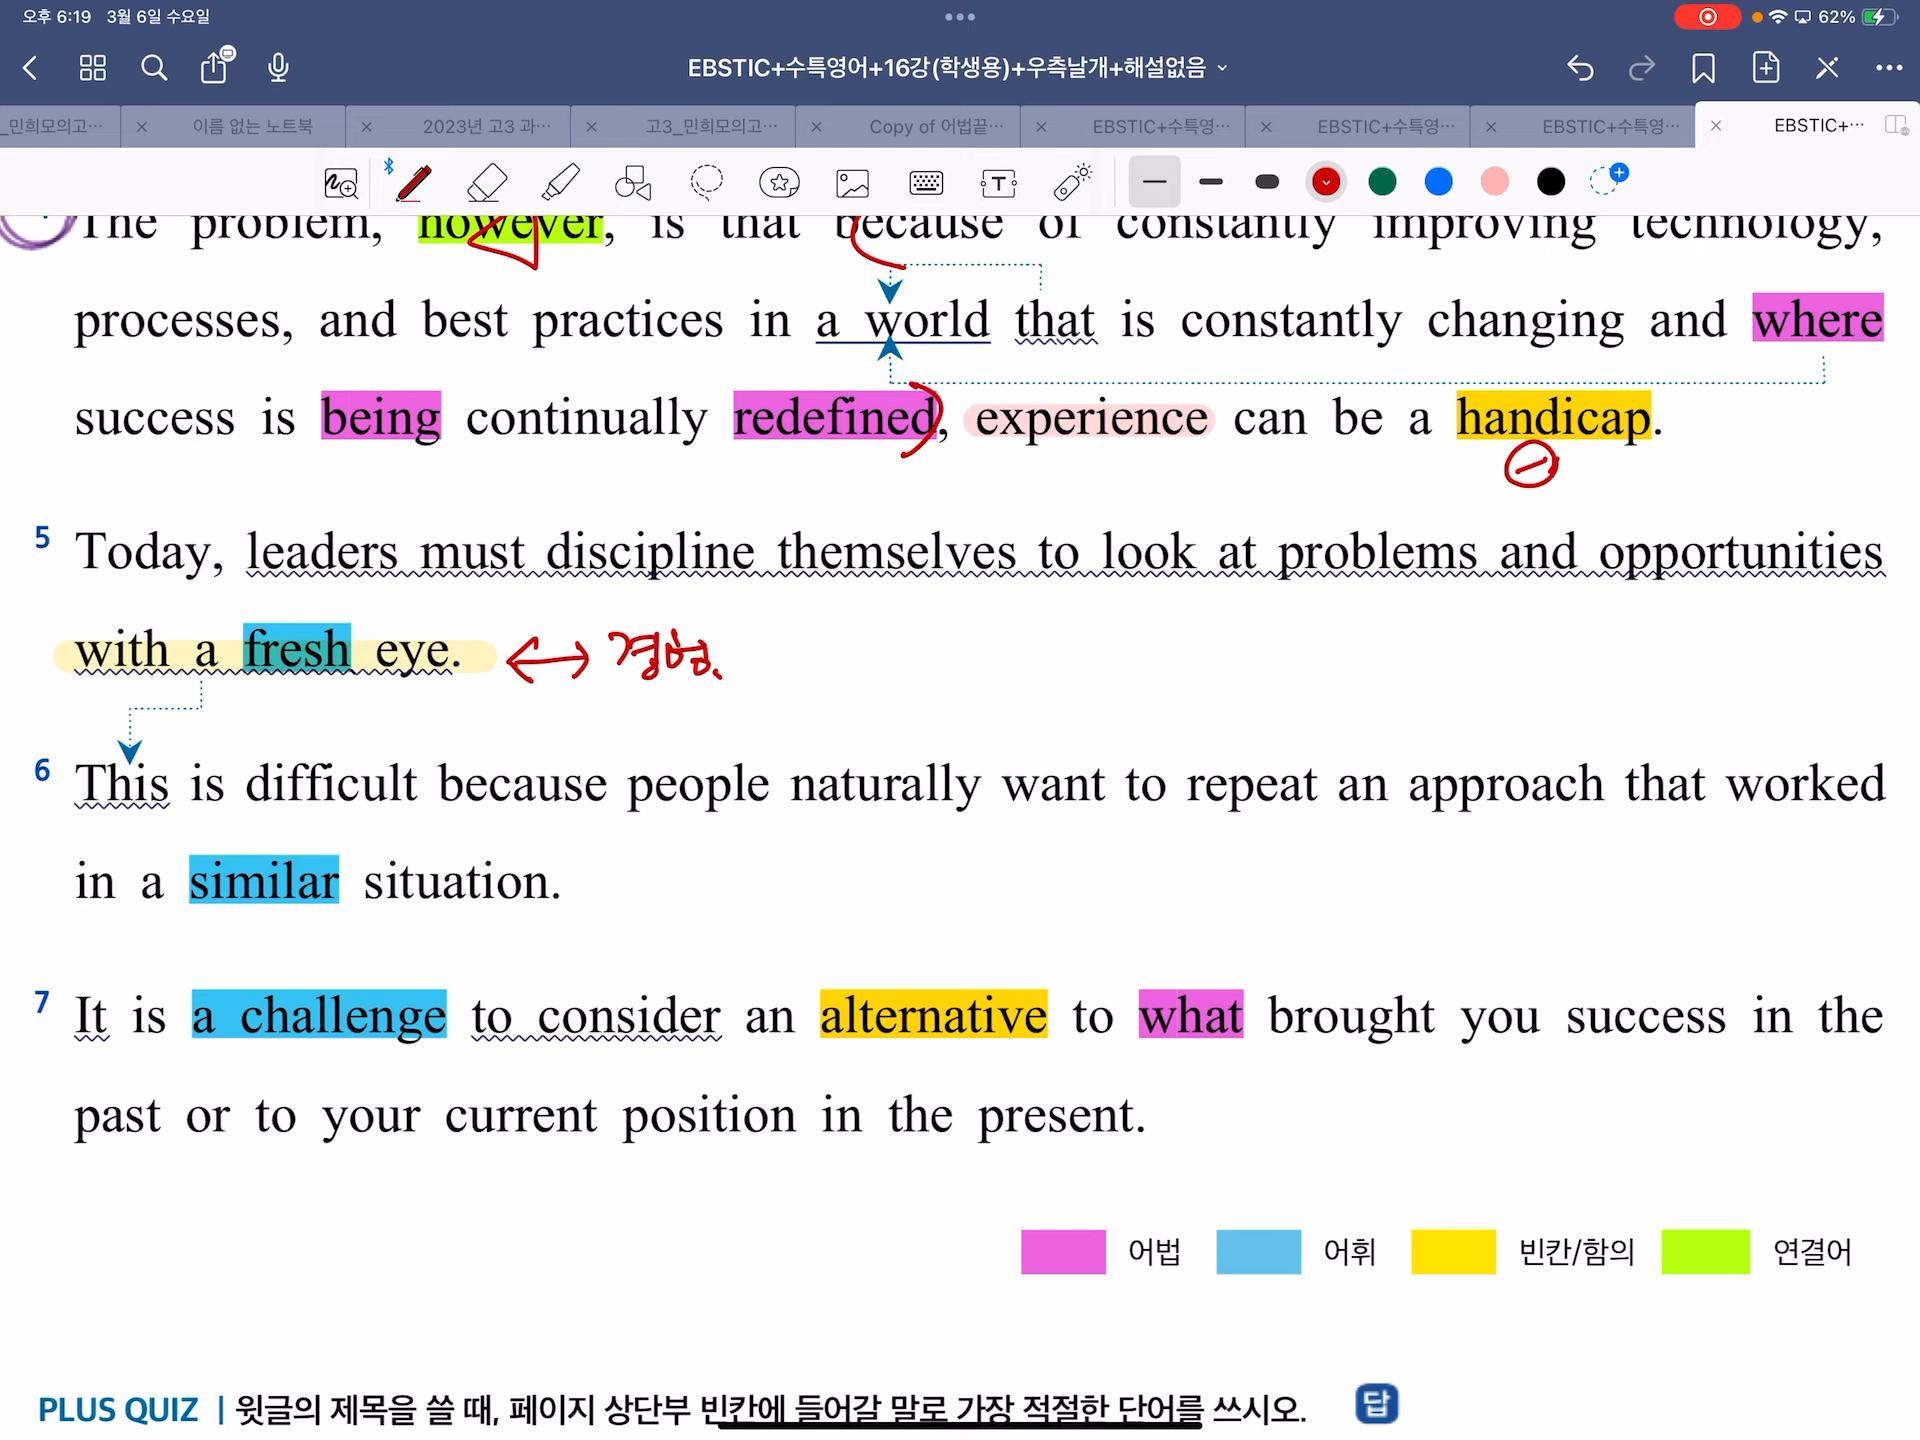 오후 6:19 3월 6일 수요일
62%
EBSTIC+수특영어+16강(학생용)+우측날개+해설없음
_민희모의고···
이름 없는 노트북
2023년 고3 과···
고3_민희모의고···
Copy of 어법끝···
EBSTIC+수특영···
EBSTIC+수특영···
EBSTIC+수특영···
EBSTIC+···
The problem, however, is that because of constantly improving technology,
processes, and best practices in a world that is constantly changing and where
success is being continually redefined, experience can be a handicap.
5 Today, leaders must discipline themselves to look at problems and opportunities
with a fresh eye. ↔ 경험.
6 This is difficult because people naturally want to repeat an approach that worked
in a similar situation.
7 It is a challenge to consider an alternative to what brought you success in the
past or to your current position in the present.
어법 어휘 빈칸/함의 연결어
PLUS QUIZ | 윗글의 제목을 쓸 때, 페이지 상단부 빈칸에 들어갈 말로 가장 적절한 단어를 쓰시오. 답